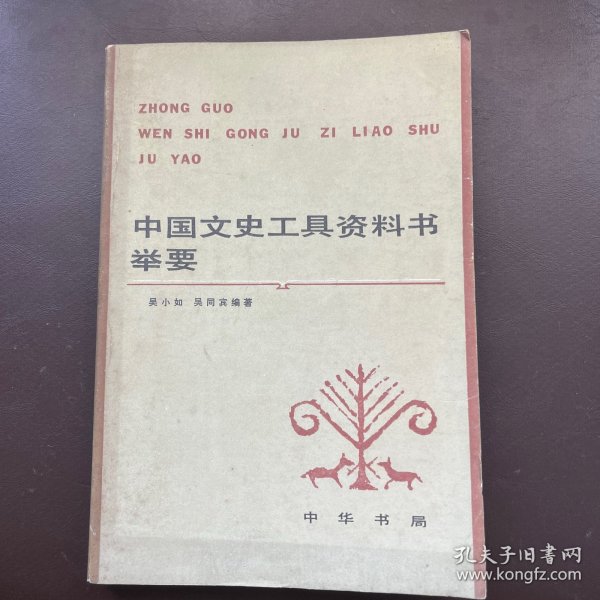 ZHONG GUO
WEN SHI GONG JU ZI LIAO SHU
JU YAO
中国文史工具资料书
举要
吴小如 吴同宾编著
中华书局
孔夫子旧书网
www.kongfz.com